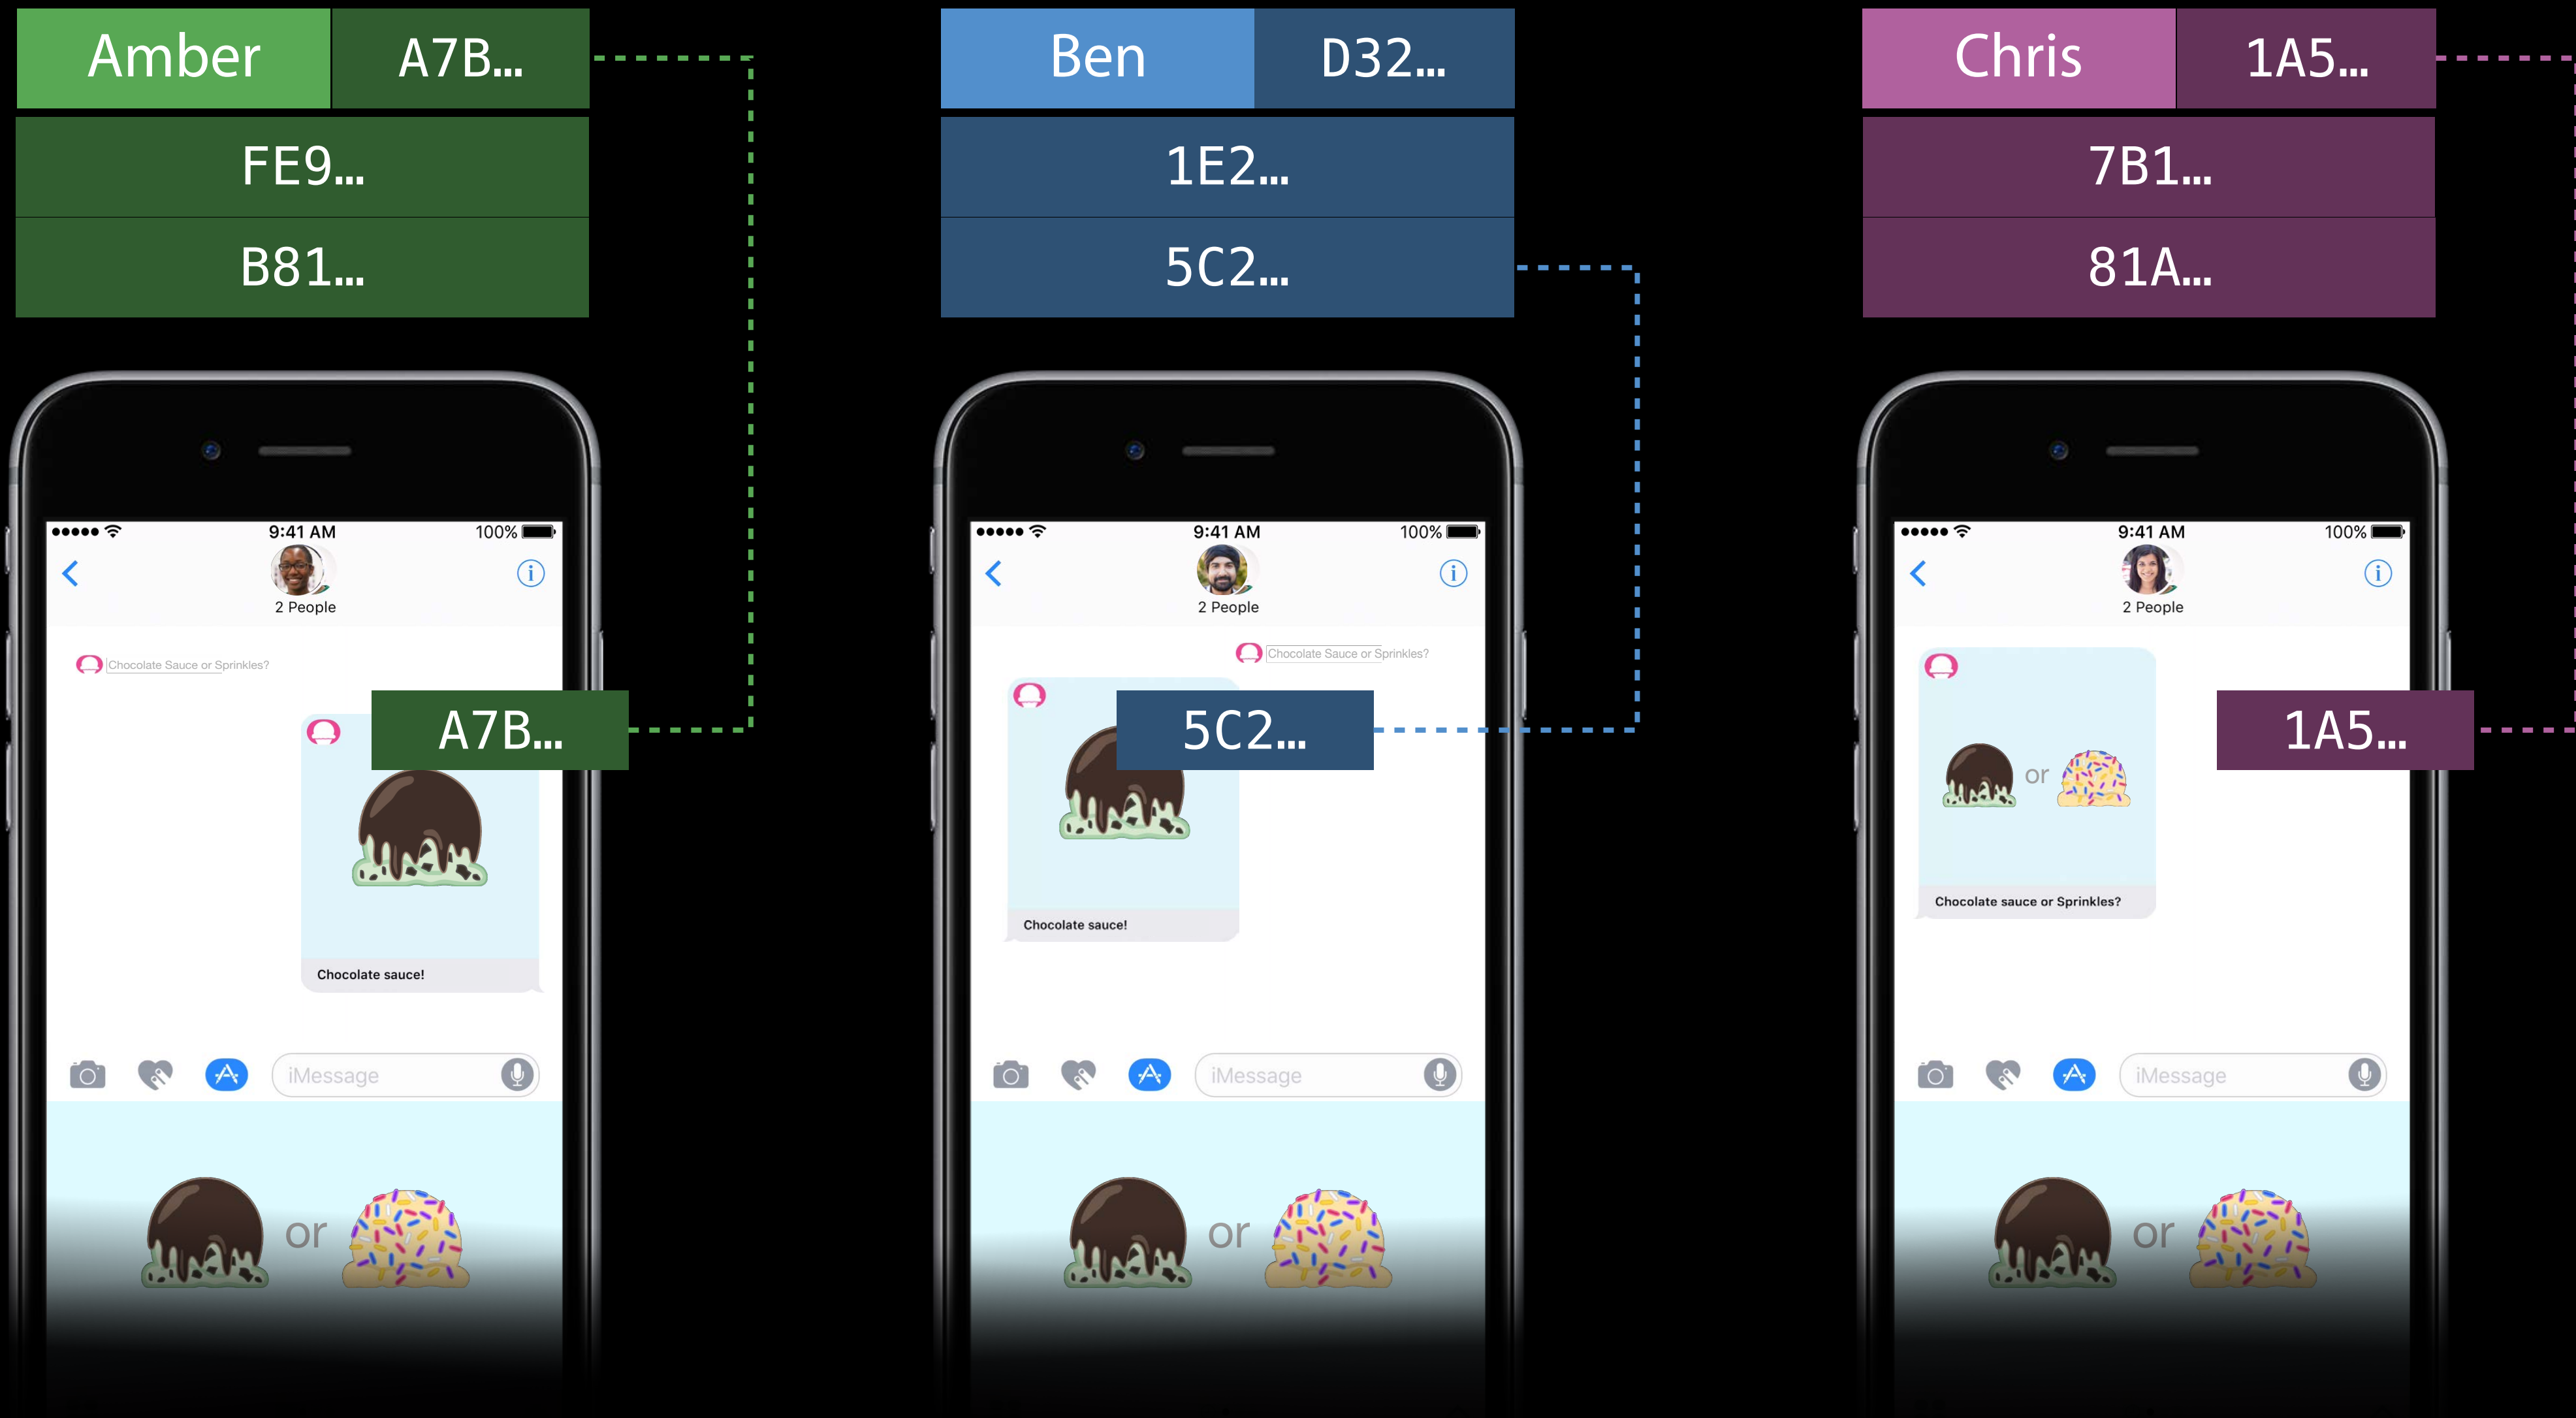 Amber A7B...
FE9...
B81...
9:41 AM 100%
2 People
Chocolate Sauce or Sprinkles?
A7B...
Chocolate sauce!
iMessage
or
Ben D32...
1E2...
5C2...
9:41 AM 100%
2 People
Chocolate Sauce or Sprinkles?
5C2...
Chocolate sauce!
iMessage
or
Chris 1A5...
7B1...
81A...
9:41 AM 100%
2 People
1A5...
or
Chocolate sauce or Sprinkles?
iMessage
or